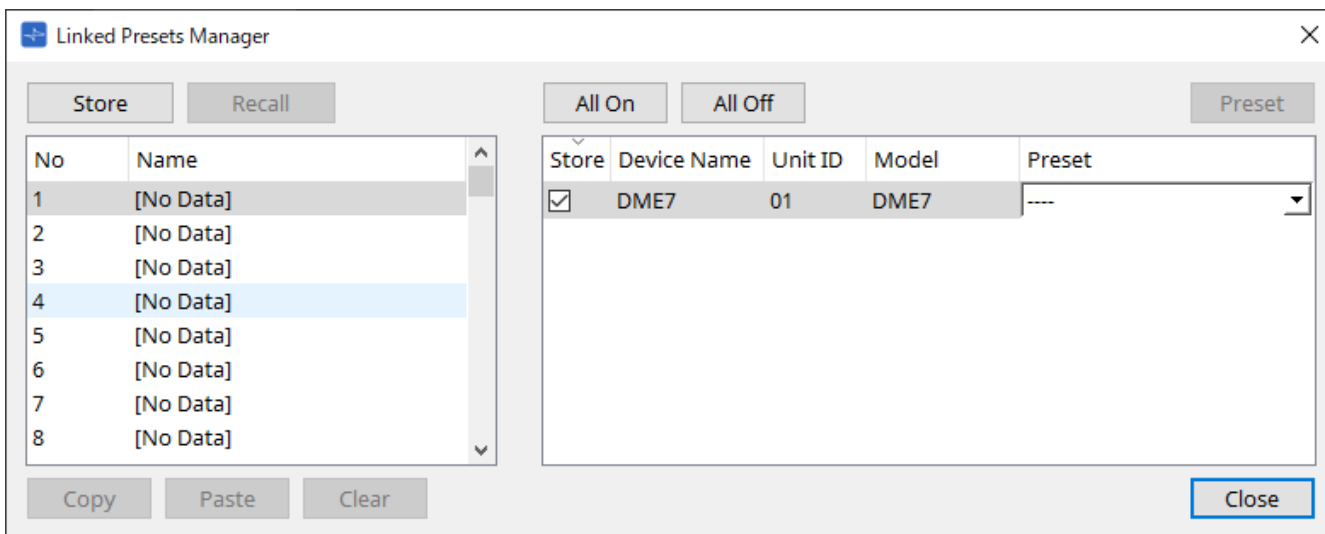 Linked Presets Manager
Store Recall All On All Off Preset
No Name Store Device Name Unit ID Model Preset
1 [No Data] DME7 01 DME7 ----
2 [No Data]
3 [No Data]
4 [No Data]
5 [No Data]
6 [No Data]
7 [No Data]
8 [No Data]
Copy Paste Clear Close